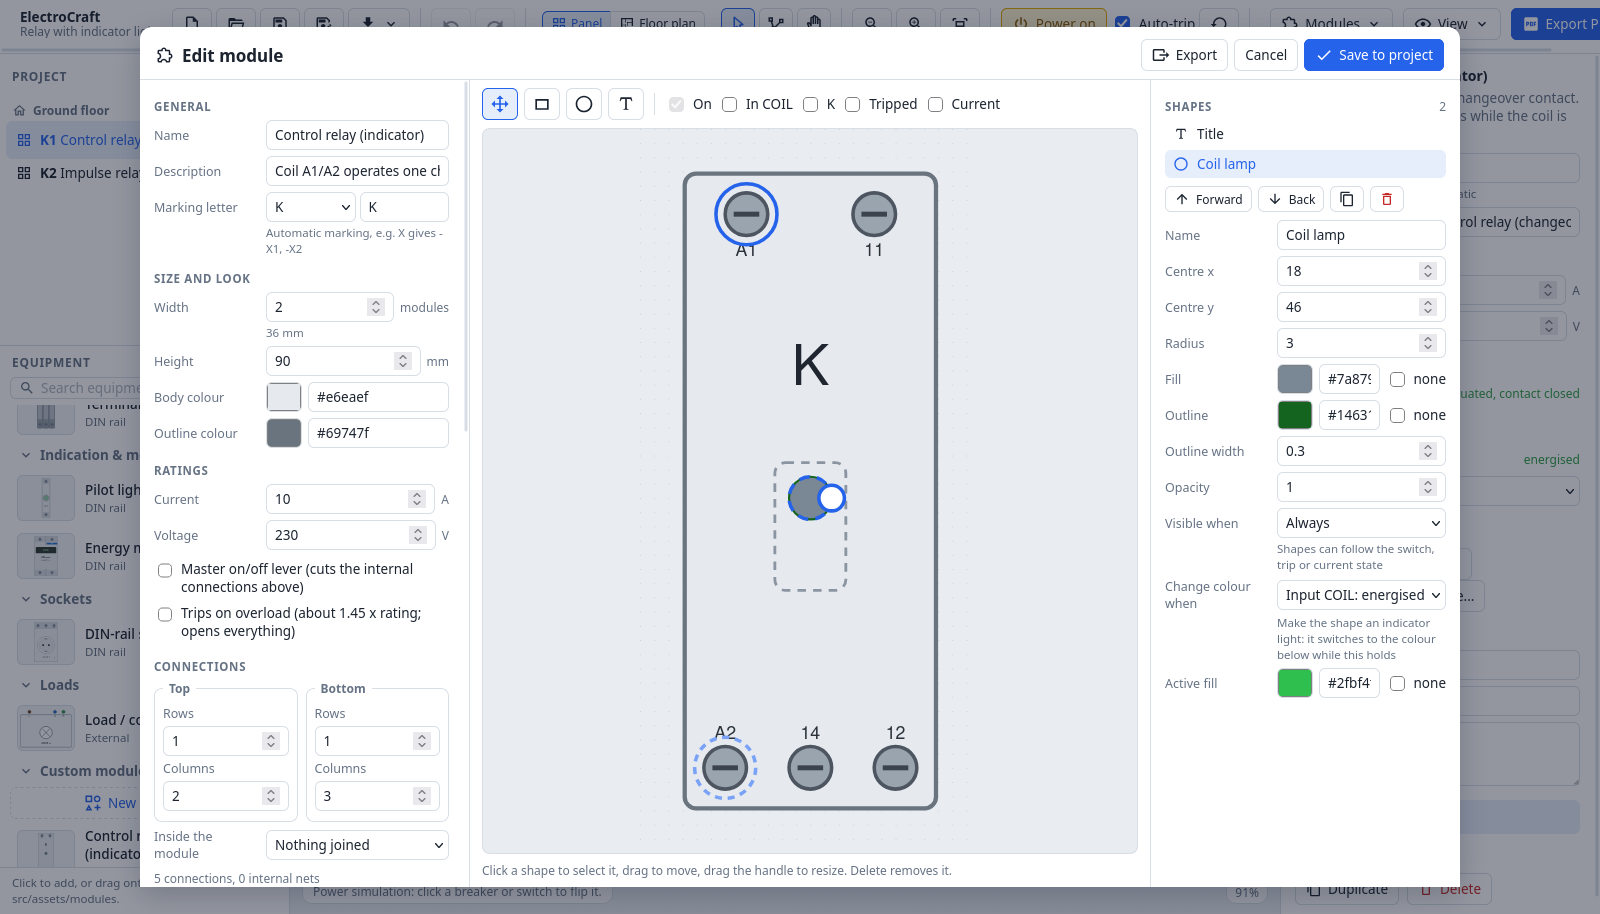 ElectroCraft
Relay with indicator li
Panel
Floor plan
Power on
Auto-trip
Modules
View
Export P
PROJECT
Ground floor
K1 Control relay
K2 Impulse rela
EQUIPMENT
Search equipme
DIN rail
Indication & m
Pilot ligh
DIN rail
Energy n
DIN rail
Sockets
DIN-rail s
DIN rail
Loads
Load / co
External
Custom module
New
Control r
(indicator
Click to add, or drag ont
src/assets/modules.
Edit module
Export
Cancel
Save to project
GENERAL
Name
Control relay (indicator)
Description
Coil A1/A2 operates one ch
Marking letter
K
K
Automatic marking, e.g. X gives -
X1, -X2
SIZE AND LOOK
Width
2
modules
36 mm
Height
90
mm
Body colour
#e6eaef
Outline colour
#69747f
RATINGS
Current
10
A
Voltage
230
V
Master on/off lever (cuts the internal
connections above)
Trips on overload (about 1.45 x rating;
opens everything)
CONNECTIONS
Top
Bottom
Rows
Rows
1
1
Columns
Columns
2
3
Inside the
module
Nothing joined
5 connections, 0 internal nets
On
In COIL
K
Tripped
Current
A1
11
K
A2
14
12
Click a shape to select it, drag to move, drag the handle to resize. Delete removes it.
Power simulation: click a breaker or switch to flip it.
91%
SHAPES
2
Title
Coil lamp
Forward
Back
Name
Coil lamp
Centre x
18
Centre y
46
Radius
3
Fill
#7a879
none
Outline
#1463
none
Outline width
0.3
Opacity
1
Visible when
Always
Shapes can follow the switch,
trip or current state
Change colour
when
Input COIL: energised
Make the shape an indicator
light: it switches to the colour
below while this holds
Active fill
#2fbf4
none
tor)
hangeover contact.
s while the coil is
atic
rol relay (changec
A
V
uated, contact closed
energised
e...
Duplicate
Delete